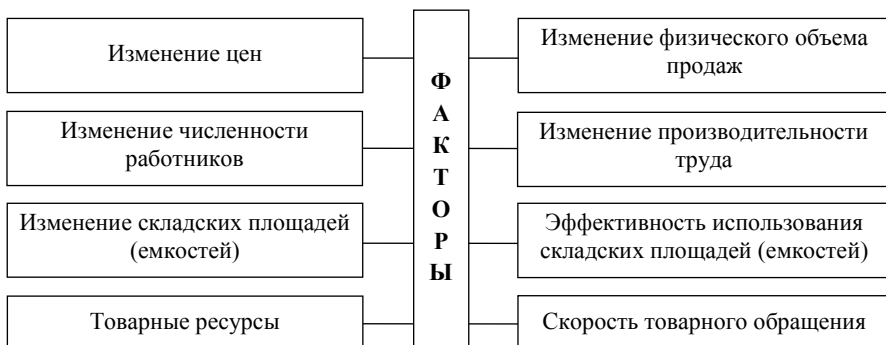 Изменение цен
Изменение физического объема
продаж
Ф
А
К
Т
О
Р
Ы
Изменение численности
работников
Изменение производительности
труда
Изменение складских площадей
(емкостей)
Эффективность использования
складских площадей (емкостей)
Товарные ресурсы
Скорость товарного обращения